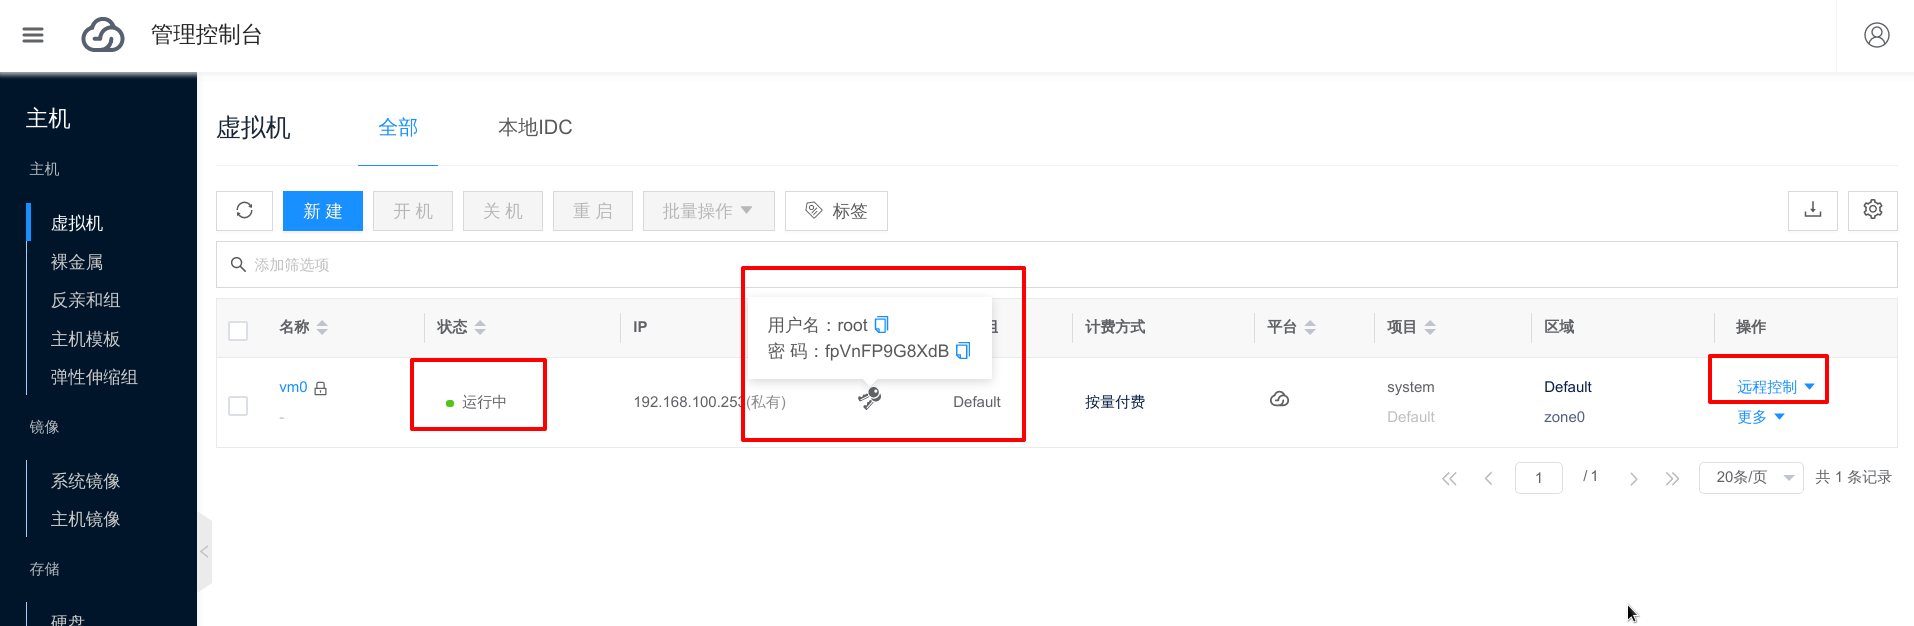 管理控制台
主机
主机
虚拟机
裸金属
反亲和组
主机模板
弹性伸缩组
镜像
系统镜像
主机镜像
存储
硬盘
虚拟机 全部 本地IDC
新 建 开 机 关 机 重 启 批量操作 标签
添加筛选项
名称 状态 IP 组 计费方式 平台 项目 区域 操作
用户名：root
密 码：fpVnFP9G8XdB
vm0 运行中 192.168.100.253(私有) Default 按量付费 system Default 远程控制
- Default zone0 更多
1 / 1 20条/页 共 1 条记录